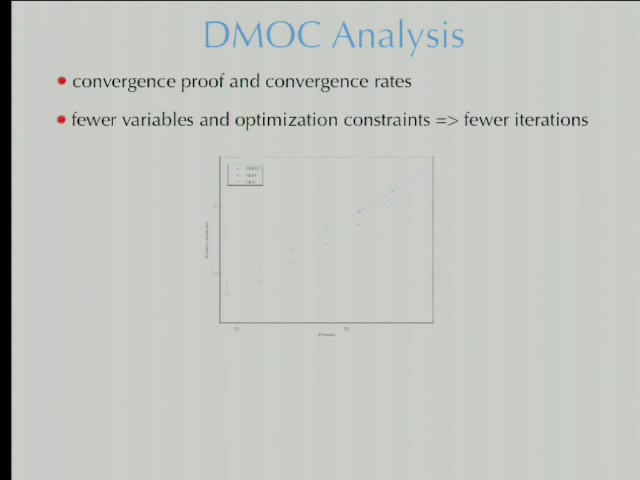 DMOC Analysis
convergence proof and convergence rates
fewer variables and optimization constraints => fewer iterations